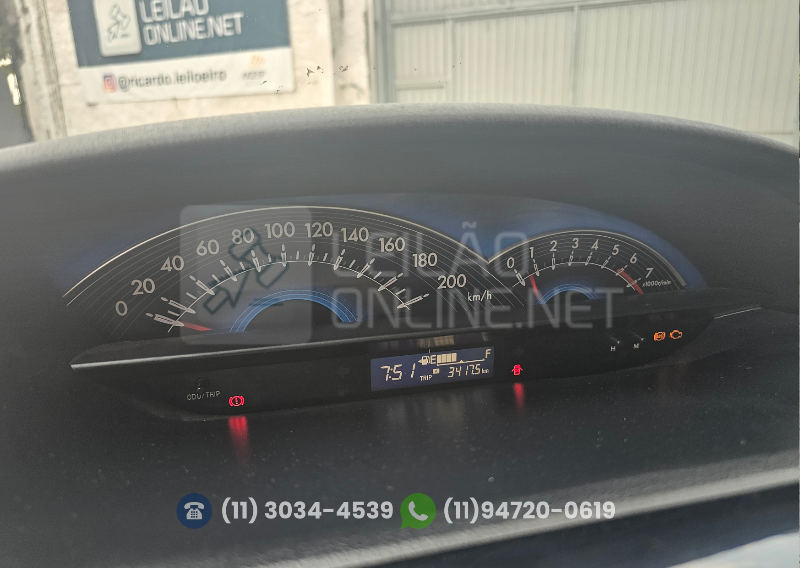 LEILÃO
ONLINE.NET
@ricardo.leiloeiro
LEILÃO
ONLINE.NET
0 20 40 60 80 100 120 140 160 180 200
km/h
0 1 2 3 4 5 6 7
x1000r/min
7:51
E F
TRIP 3417.5 km
ODO/TRIP
H M
(11) 3034-4539 (11)94720-0619